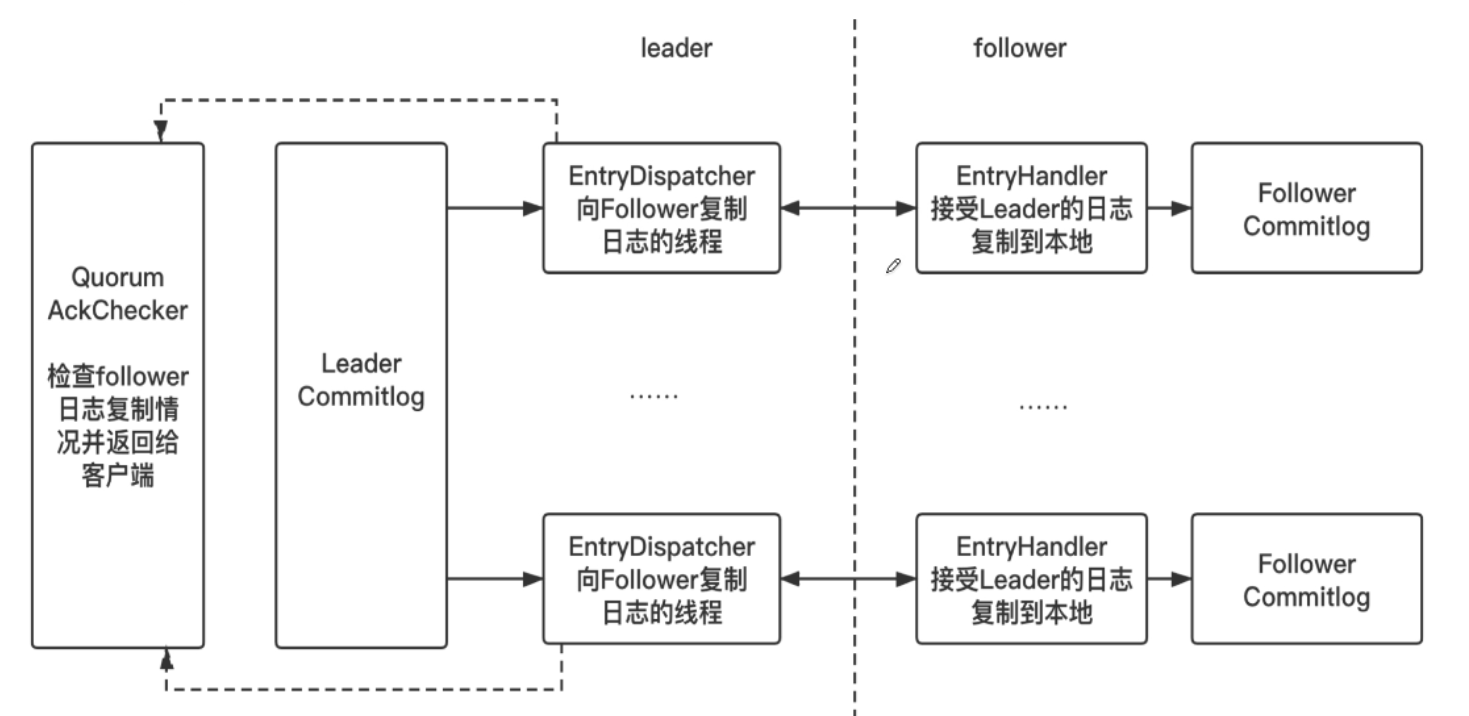 leader
follower
Quorum
AckChecker
检查follower
日志复制情
况并返回给
客户端
Leader
Commitlog
EntryDispatcher
向Follower复制
日志的线程
EntryHandler
接受Leader的日志
复制到本地
Follower
Commitlog
......
......
EntryDispatcher
向Follower复制
日志的线程
EntryHandler
接受Leader的日志
复制到本地
Follower
Commitlog